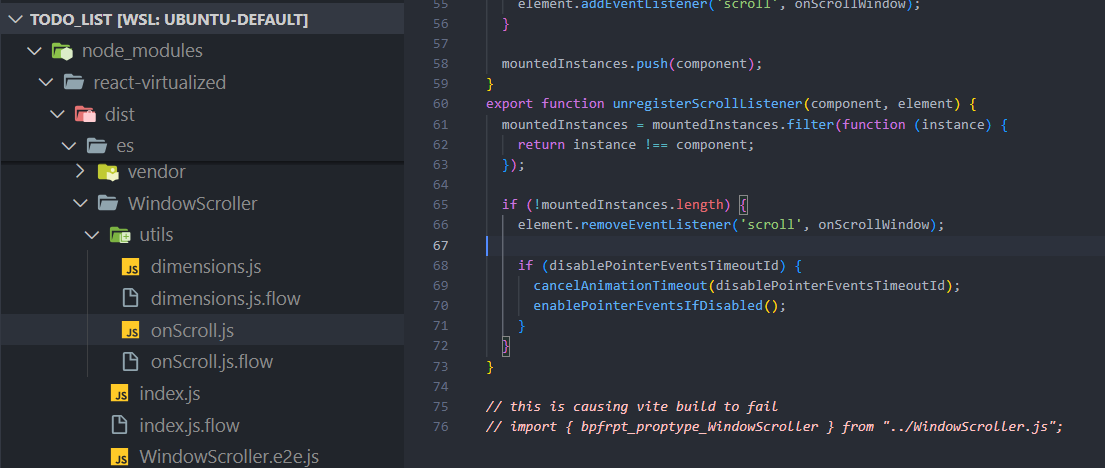 TODO_LIST [WSL: UBUNTU-DEFAULT]
node_modules
react-virtualized
dist
es
vendor
WindowScroller
utils
dimensions.js
dimensions.js.flow
onScroll.js
onScroll.js.flow
index.js
index.js.flow
WindowScroller.e2e.js
55 element.addEventListener('scroll', onScrollWindow);
56 }
57
58 mountedInstances.push(component);
59 }
60 export function unregisterScrollListener(component, element) {
61 mountedInstances = mountedInstances.filter(function (instance) {
62 return instance !== component;
63 });
64
65 if (!mountedInstances.length) {
66 element.removeEventListener('scroll', onScrollWindow);
67
68 if (disablePointerEventsTimeoutId) {
69 cancelAnimationTimeout(disablePointerEventsTimeoutId);
70 enablePointerEventsIfDisabled();
71 }
72 }
73 }
74
75 // this is causing vite build to fail
76 // import { bpfrpt_proptype_WindowScroller } from "../WindowScroller.js";